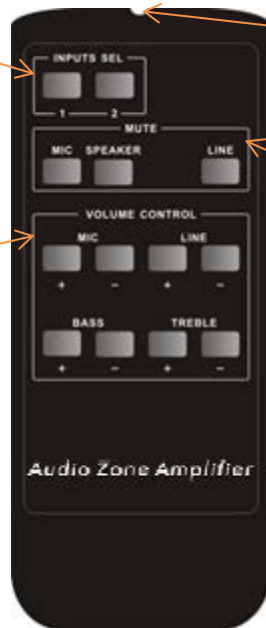 INPUTS SEL
1 2
MUTE
MIC SPEAKER LINE
VOLUME CONTROL
MIC LINE
+ − + −
BASS TREBLE
+ − + −
Audio Zone Amplifier